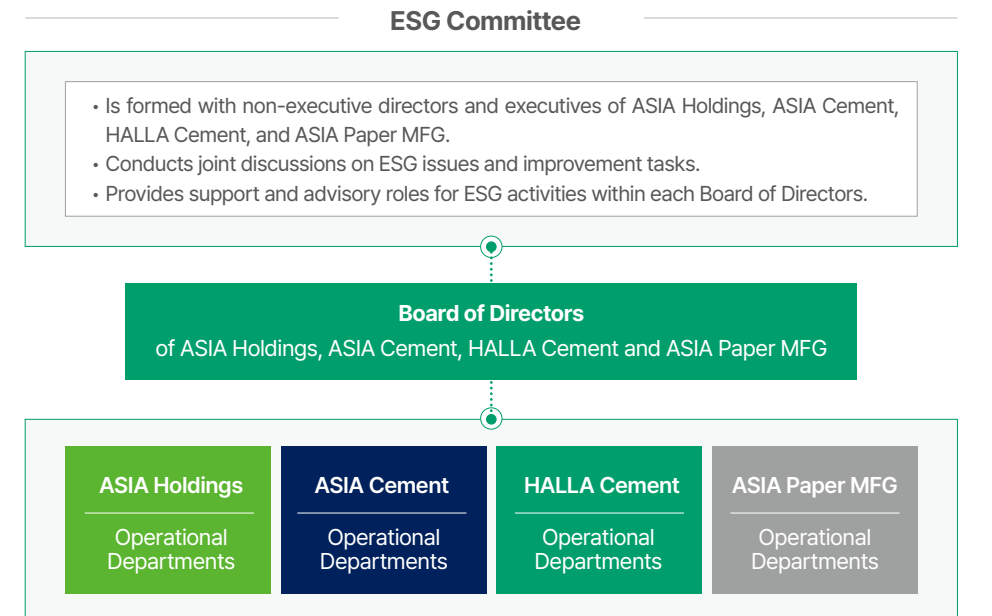 ESG Committee
• Is formed with non-executive directors and executives of ASIA Holdings, ASIA Cement,
HALLA Cement, and ASIA Paper MFG.
• Conducts joint discussions on ESG issues and improvement tasks.
• Provides support and advisory roles for ESG activities within each Board of Directors.
Board of Directors
of ASIA Holdings, ASIA Cement, HALLA Cement and ASIA Paper MFG
ASIA Holdings
Operational
Departments
ASIA Cement
Operational
Departments
HALLA Cement
Operational
Departments
ASIA Paper MFG
Operational
Departments